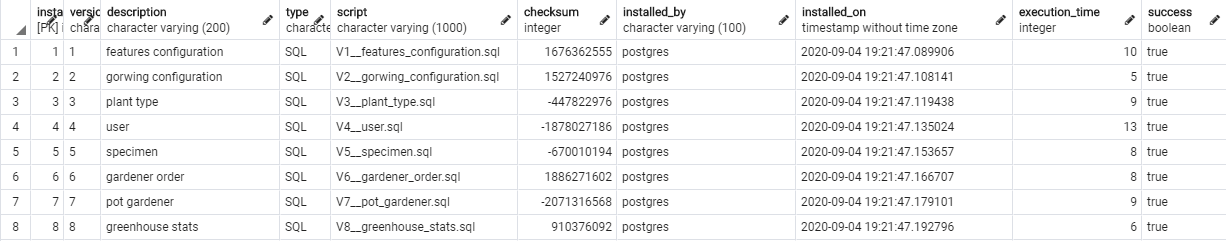 insta versic description type script checksum installed_by installed_on execution_time success
[PK] i chara character varying (200) characte character varying (1000) integer character varying (100) timestamp without time zone integer boolean
1 1 1 features configuration SQL V1__features_configuration.sql 1676362555 postgres 2020-09-04 19:21:47.089906 10 true
2 2 2 gorwing configuration SQL V2__gorwing_configuration.sql 1527240976 postgres 2020-09-04 19:21:47.108141 5 true
3 3 3 plant type SQL V3__plant_type.sql -447822976 postgres 2020-09-04 19:21:47.119438 9 true
4 4 4 user SQL V4__user.sql -1878027186 postgres 2020-09-04 19:21:47.135024 13 true
5 5 5 specimen SQL V5__specimen.sql -670010194 postgres 2020-09-04 19:21:47.153657 8 true
6 6 6 gardener order SQL V6__gardener_order.sql 1886271602 postgres 2020-09-04 19:21:47.166707 8 true
7 7 7 pot gardener SQL V7__pot_gardener.sql -2071316568 postgres 2020-09-04 19:21:47.179101 9 true
8 8 8 greenhouse stats SQL V8__greenhouse_stats.sql 910376092 postgres 2020-09-04 19:21:47.192796 6 true